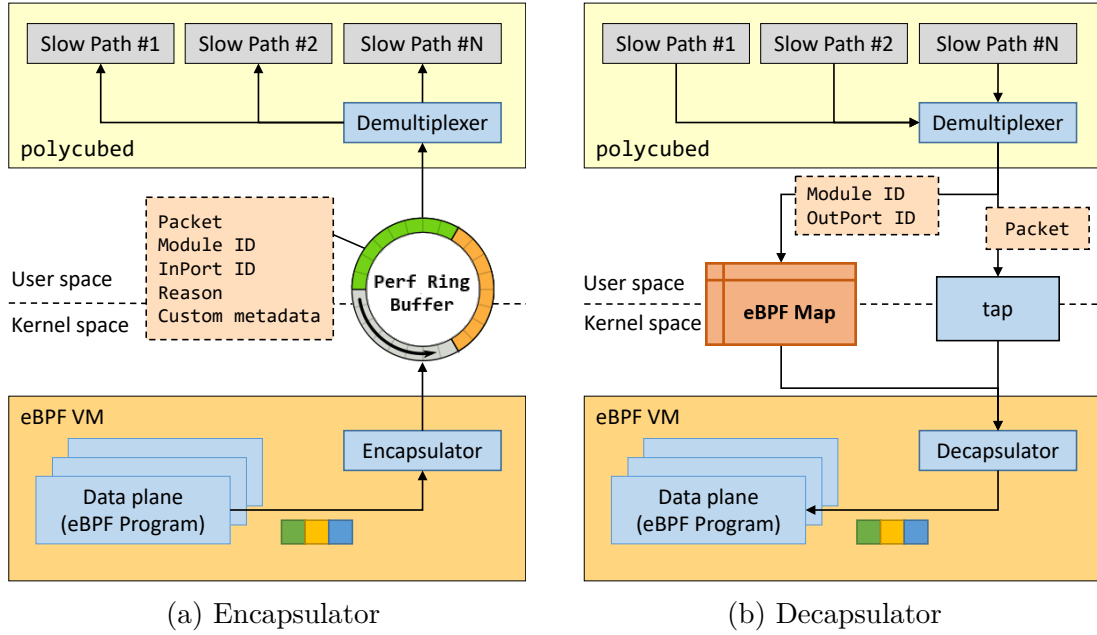 Slow Path #1
Slow Path #2
Slow Path #N
Demultiplexer
polycubed
Packet
Module ID
InPort ID
Reason
Custom metadata
Perf Ring
Buffer
User space
Kernel space
eBPF VM
Encapsulator
Data plane
(eBPF Program)
(a) Encapsulator
Slow Path #1
Slow Path #2
Slow Path #N
Demultiplexer
polycubed
Module ID
OutPort ID
Packet
User space
Kernel space
eBPF Map
tap
eBPF VM
Decapsulator
Data plane
(eBPF Program)
(b) Decapsulator